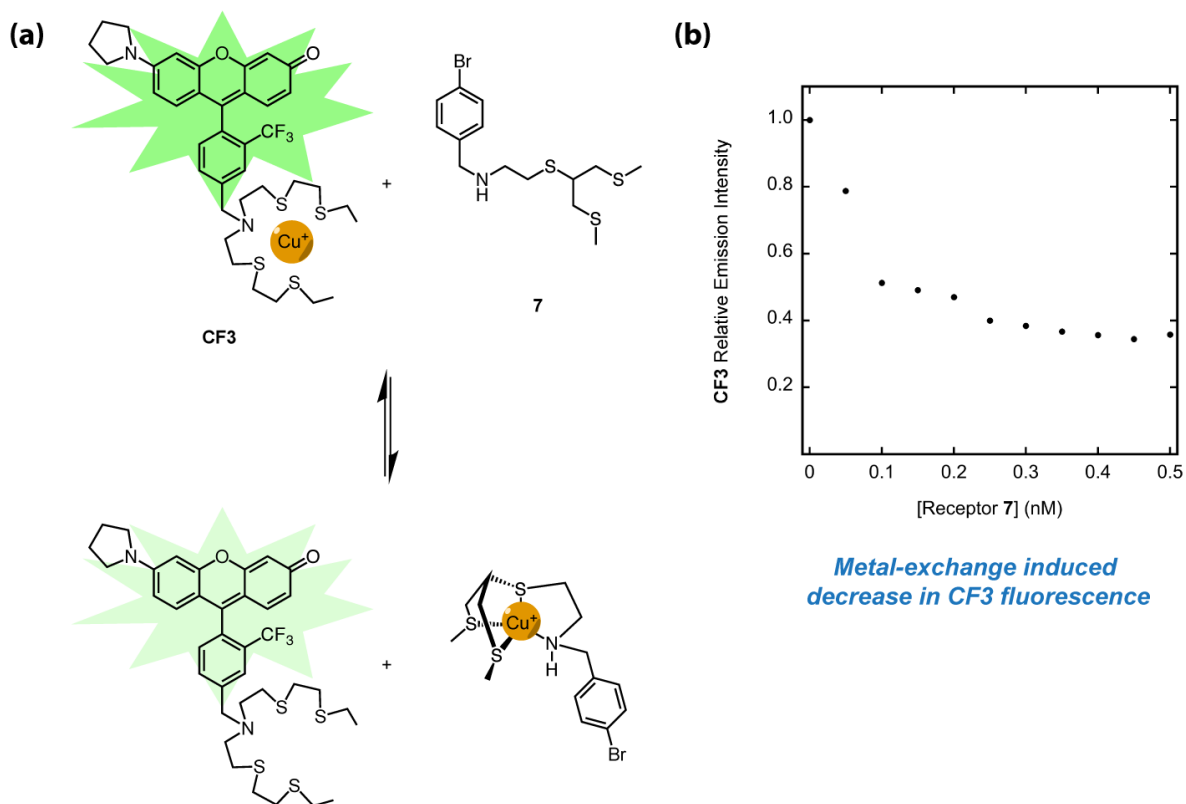 (a)
N
O
O
CF3
N
S
S
Cu+
S
S
CF3
+
Br
N
H
S
S
S
7
N
O
O
CF3
N
S
S
S
S
+
S
Cu+
S
S
N
H
Br
(b)
CF3 Relative Emission Intensity
1.0
0.8
0.6
0.4
0.2
0
0.1
0.2
0.3
0.4
0.5
[Receptor 7] (nM)
Metal-exchange induced
decrease in CF3 fluorescence